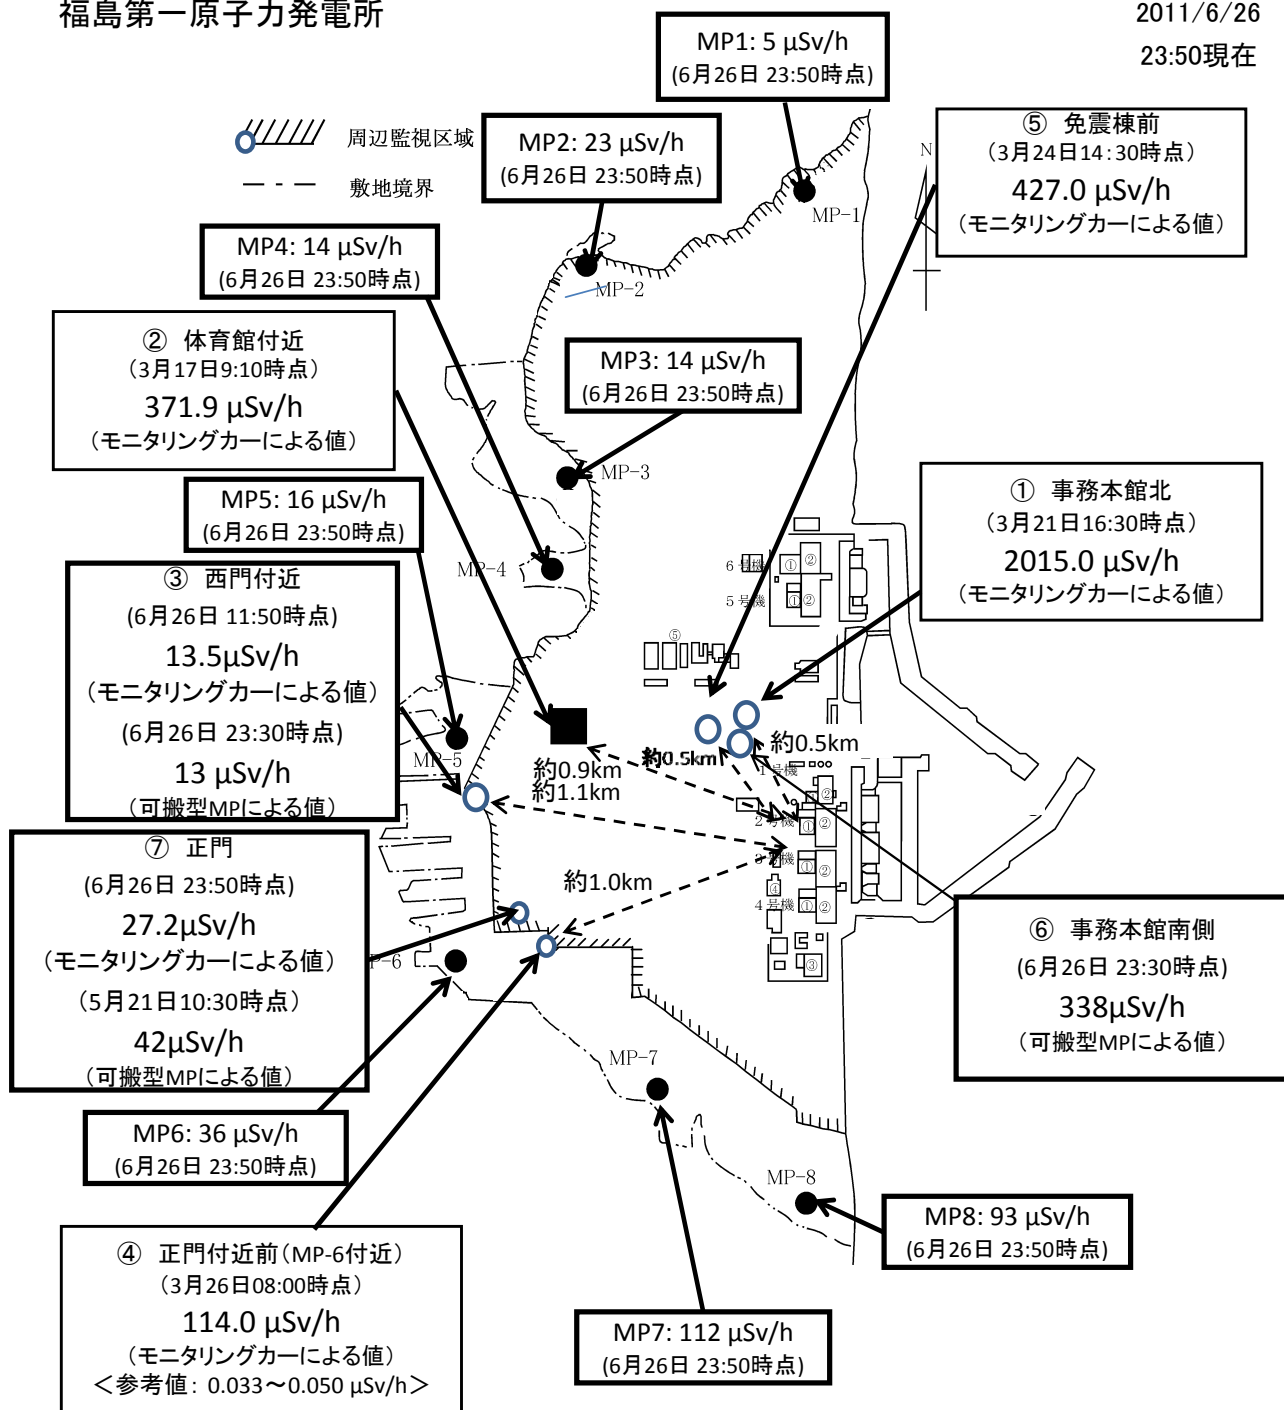 福島第一原子力発電所
2011/6/26
23:50現在
MP1: 5 μSv/h
(6月26日 23:50時点)
周辺監視区域
敷地境界
MP2: 23 μSv/h
(6月26日 23:50時点)
⑤ 免震棟前
（3月24日14:30時点）
427.0 μSv/h
（モニタリングカーによる値）
N
MP-1
MP4: 14 μSv/h
(6月26日 23:50時点)
MP-2
② 体育館付近
（3月17日9:10時点）
371.9 μSv/h
（モニタリングカーによる値）
MP3: 14 μSv/h
(6月26日 23:50時点)
MP-3
① 事務本館北
（3月21日16:30時点）
2015.0 μSv/h
（モニタリングカーによる値）
MP5: 16 μSv/h
(6月26日 23:50時点)
MP-4
6号機
① ②
5号機
① ②
⑤
③ 西門付近
(6月26日 11:50時点)
13.5μSv/h
（モニタリングカーによる値）
(6月26日 23:30時点)
13 μSv/h
（可搬型MPによる値）
MP-5
約0.9km
約1.1km
約0.5km
約0.5km
1号機
②
2号機
① ②
3号機
① ②
④
4号機
① ②
③
⑦ 正門
(6月26日 23:50時点)
27.2μSv/h
（モニタリングカーによる値）
（5月21日10:30時点）
42μSv/h
（可搬型MPによる値）
約1.0km
P-6
⑥ 事務本館南側
(6月26日 23:30時点)
338μSv/h
（可搬型MPによる値）
MP-7
MP6: 36 μSv/h
(6月26日 23:50時点)
MP-8
MP8: 93 μSv/h
(6月26日 23:50時点)
④ 正門付近前（MP-6付近）
（3月26日08:00時点）
114.0 μSv/h
（モニタリングカーによる値）
＜参考値： 0.033～0.050 μSv/h＞
MP7: 112 μSv/h
(6月26日 23:50時点)